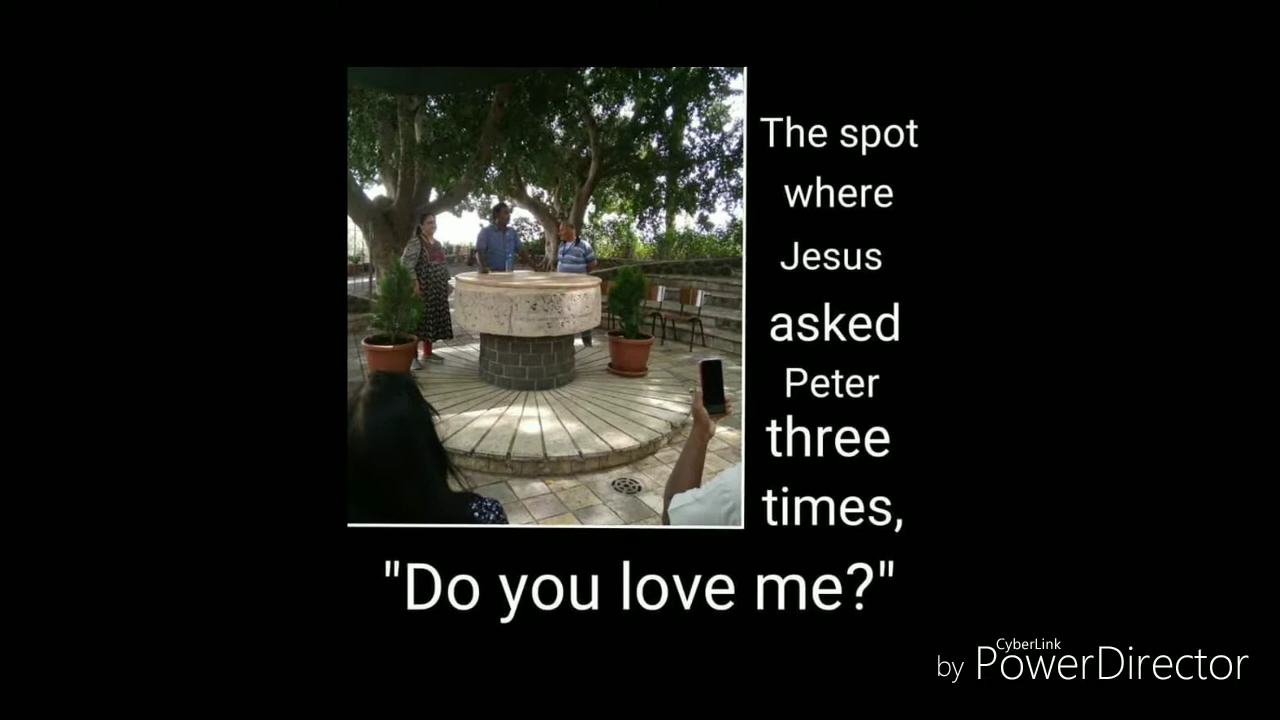 The spot
where
Jesus
asked
Peter
three
times,
"Do you love me?"
CyberLink
by PowerDirector